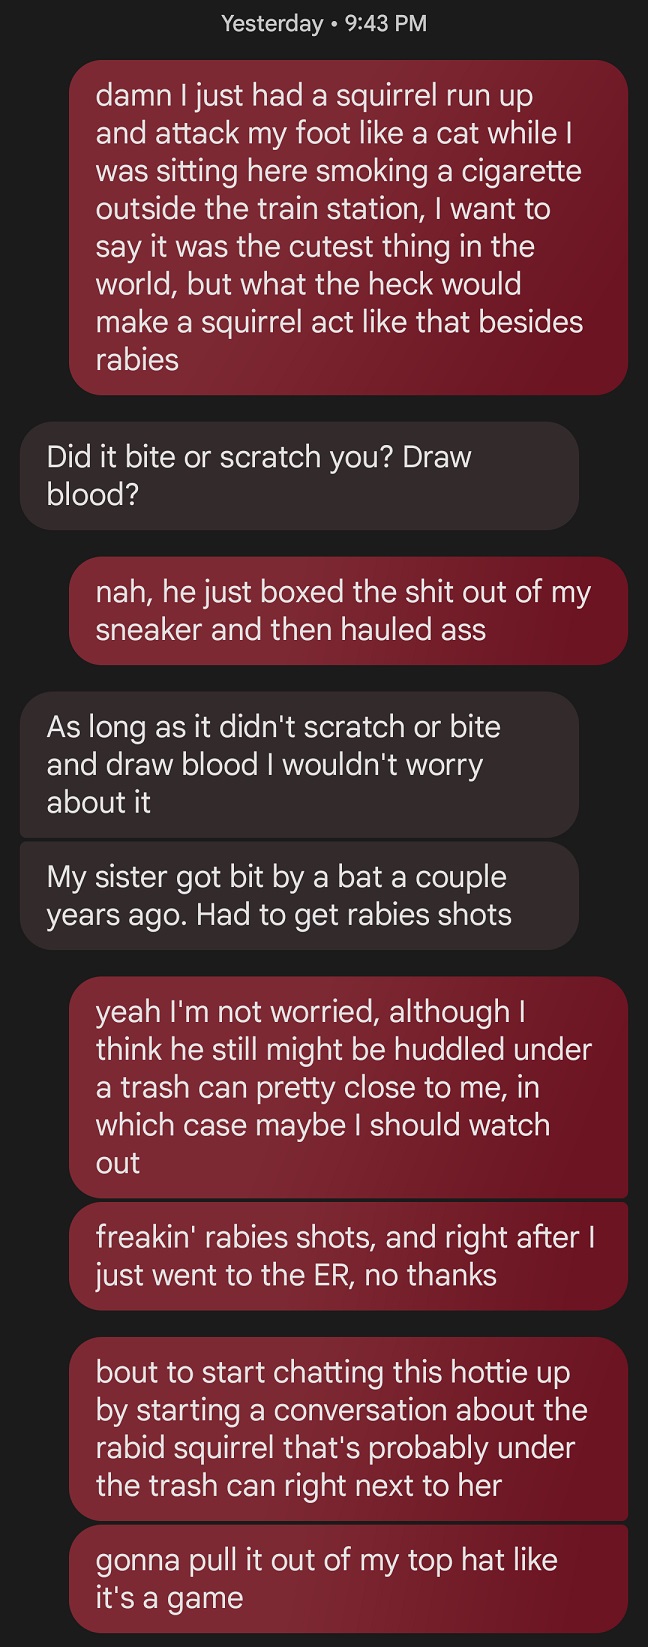 Yesterday • 9:43 PM
damn I just had a squirrel run up
and attack my foot like a cat while I
was sitting here smoking a cigarette
outside the train station, I want to
say it was the cutest thing in the
world, but what the heck would
make a squirrel act like that besides
rabies
Did it bite or scratch you? Draw
blood?
nah, he just boxed the shit out of my
sneaker and then hauled ass
As long as it didn't scratch or bite
and draw blood I wouldn't worry
about it
My sister got bit by a bat a couple
years ago. Had to get rabies shots
yeah I'm not worried, although I
think he still might be huddled under
a trash can pretty close to me, in
which case maybe I should watch
out
freakin' rabies shots, and right after I
just went to the ER, no thanks
bout to start chatting this hottie up
by starting a conversation about the
rabid squirrel that's probably under
the trash can right next to her
gonna pull it out of my top hat like
it's a game